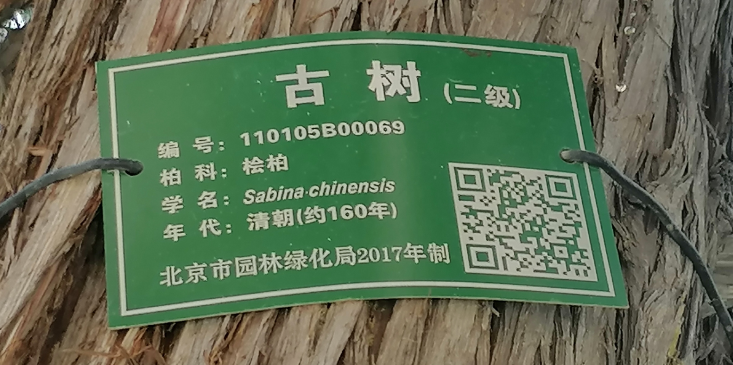 古 树 (二级)
编 号: 110105B00069
柏 科: 桧柏
学 名: Sabina chinensis
年 代: 清朝(约160年)
北京市园林绿化局2017年制